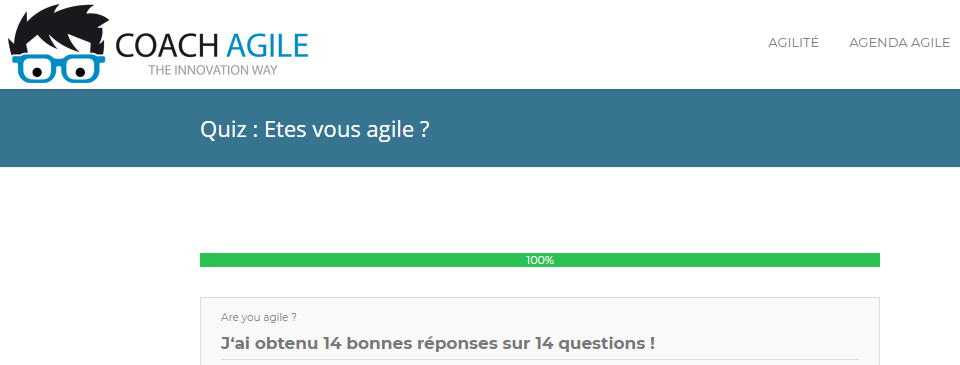 COACH AGILE
THE INNOVATION WAY
AGILITÉ
AGENDA AGILE
Quiz : Etes vous agile ?
100%
Are you agile ?
J‘ai obtenu 14 bonnes réponses sur 14 questions !